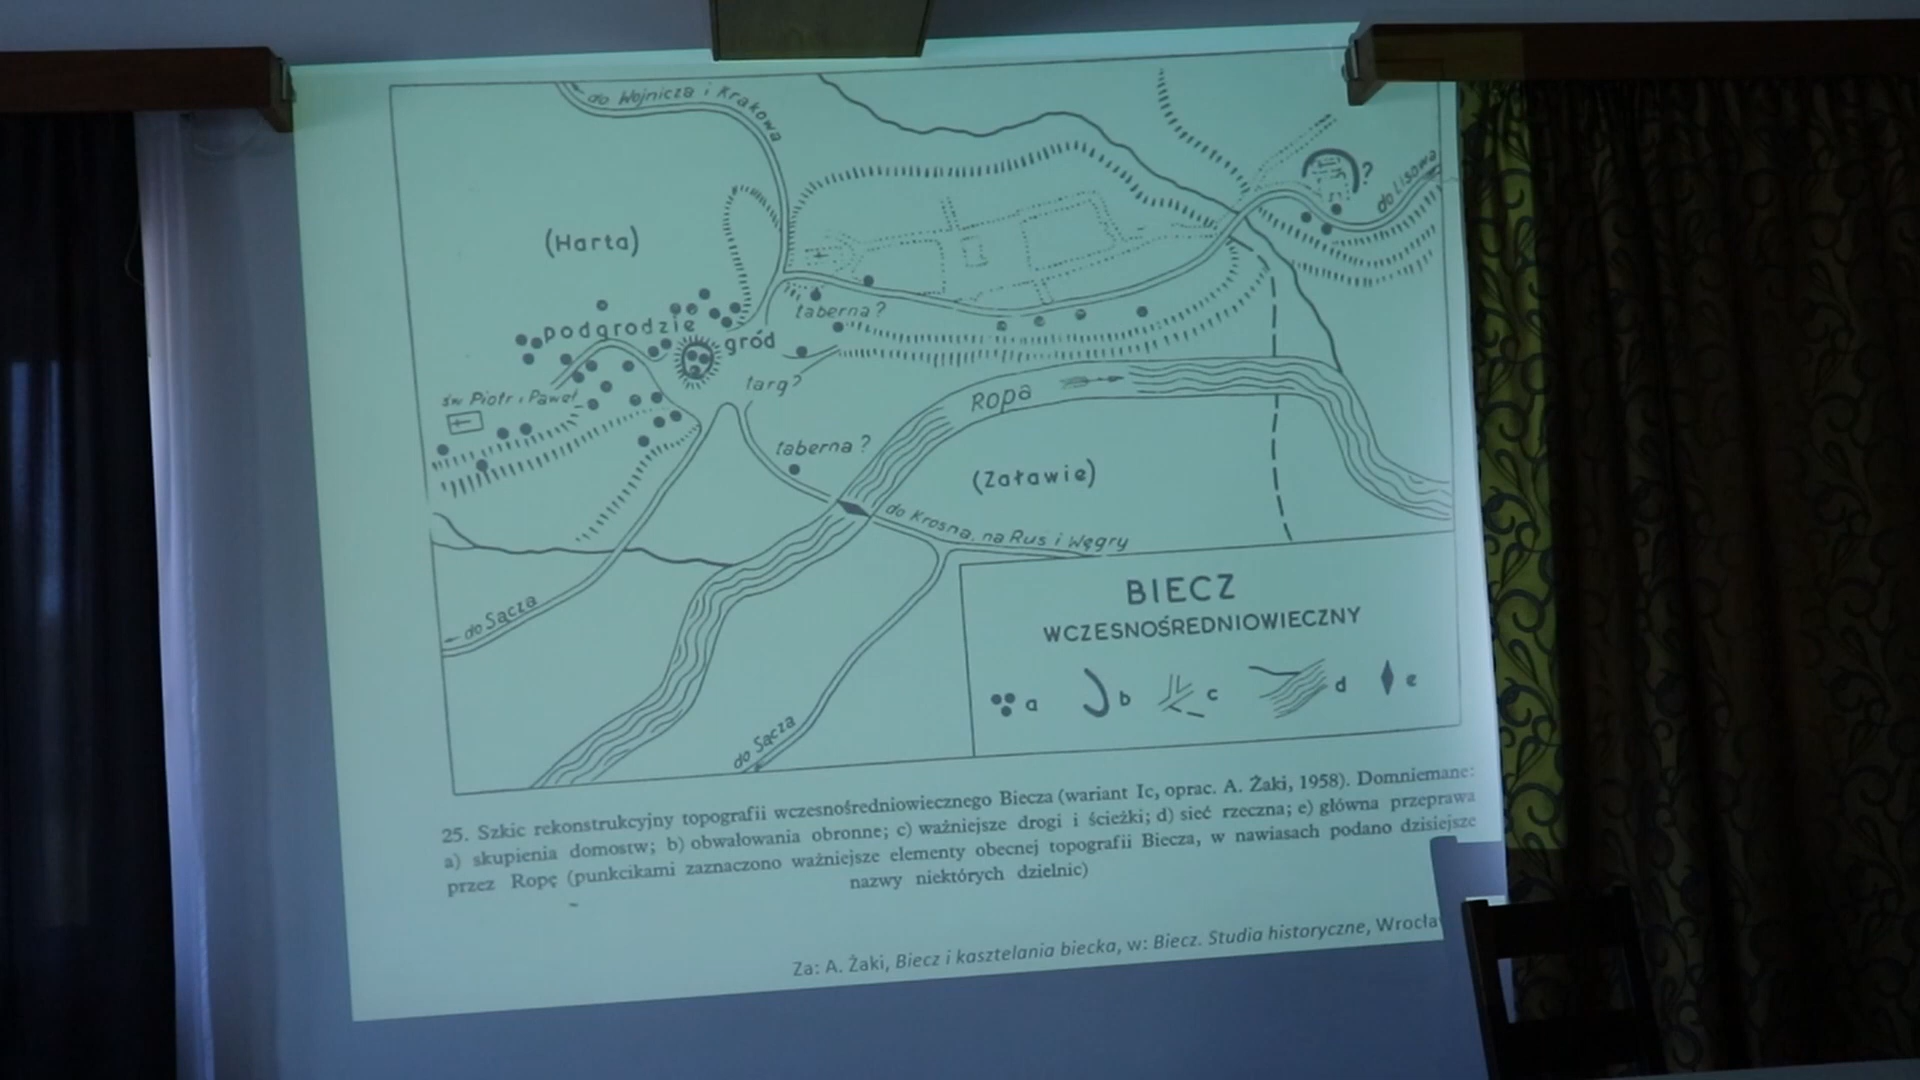 do Wojnicza i Krakowa
(Harta)
?
do Lisowa
podgrodzie
gród
taberna?
targ?
św Piotr i Paweł
taberna?
Ropa
(Załawie)
do Krosna, na Ruś i Węgry
do Sącza
do Sącza
BIECZ
WCZESNOŚREDNIOWIECZNY
a b c d e
25. Szkic rekonstrukcyjny topografii wczesnośredniowiecznego Biecza (wariant Ic, oprac. A. Żaki, 1958). Domniemane:
a) skupienia domostw; b) obwałowania obronne; c) ważniejsze drogi i ścieżki; d) sieć rzeczna; e) główna przeprawa
przez Ropę (punkcikami zaznaczono ważniejsze elementy obecnej topografii Biecza, w nawiasach podano dzisiejsze
nazwy niektórych dzielnic)
Za: A. Żaki, Biecz i kasztelania biecka, w: Biecz. Studia historyczne, Wrocła